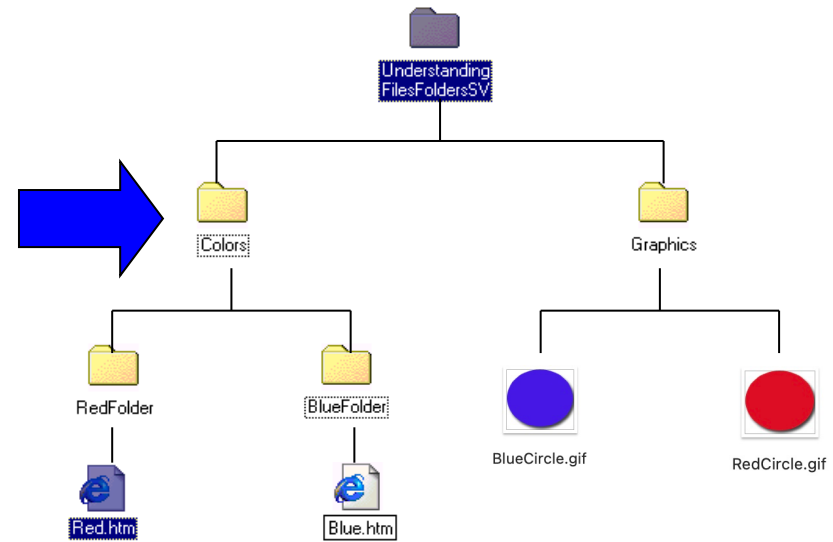 Understanding
FilesFoldersSV
Colors
Graphics
RedFolder
BlueFolder
BlueCircle.gif
RedCircle.gif
Red.htm
Blue.htm